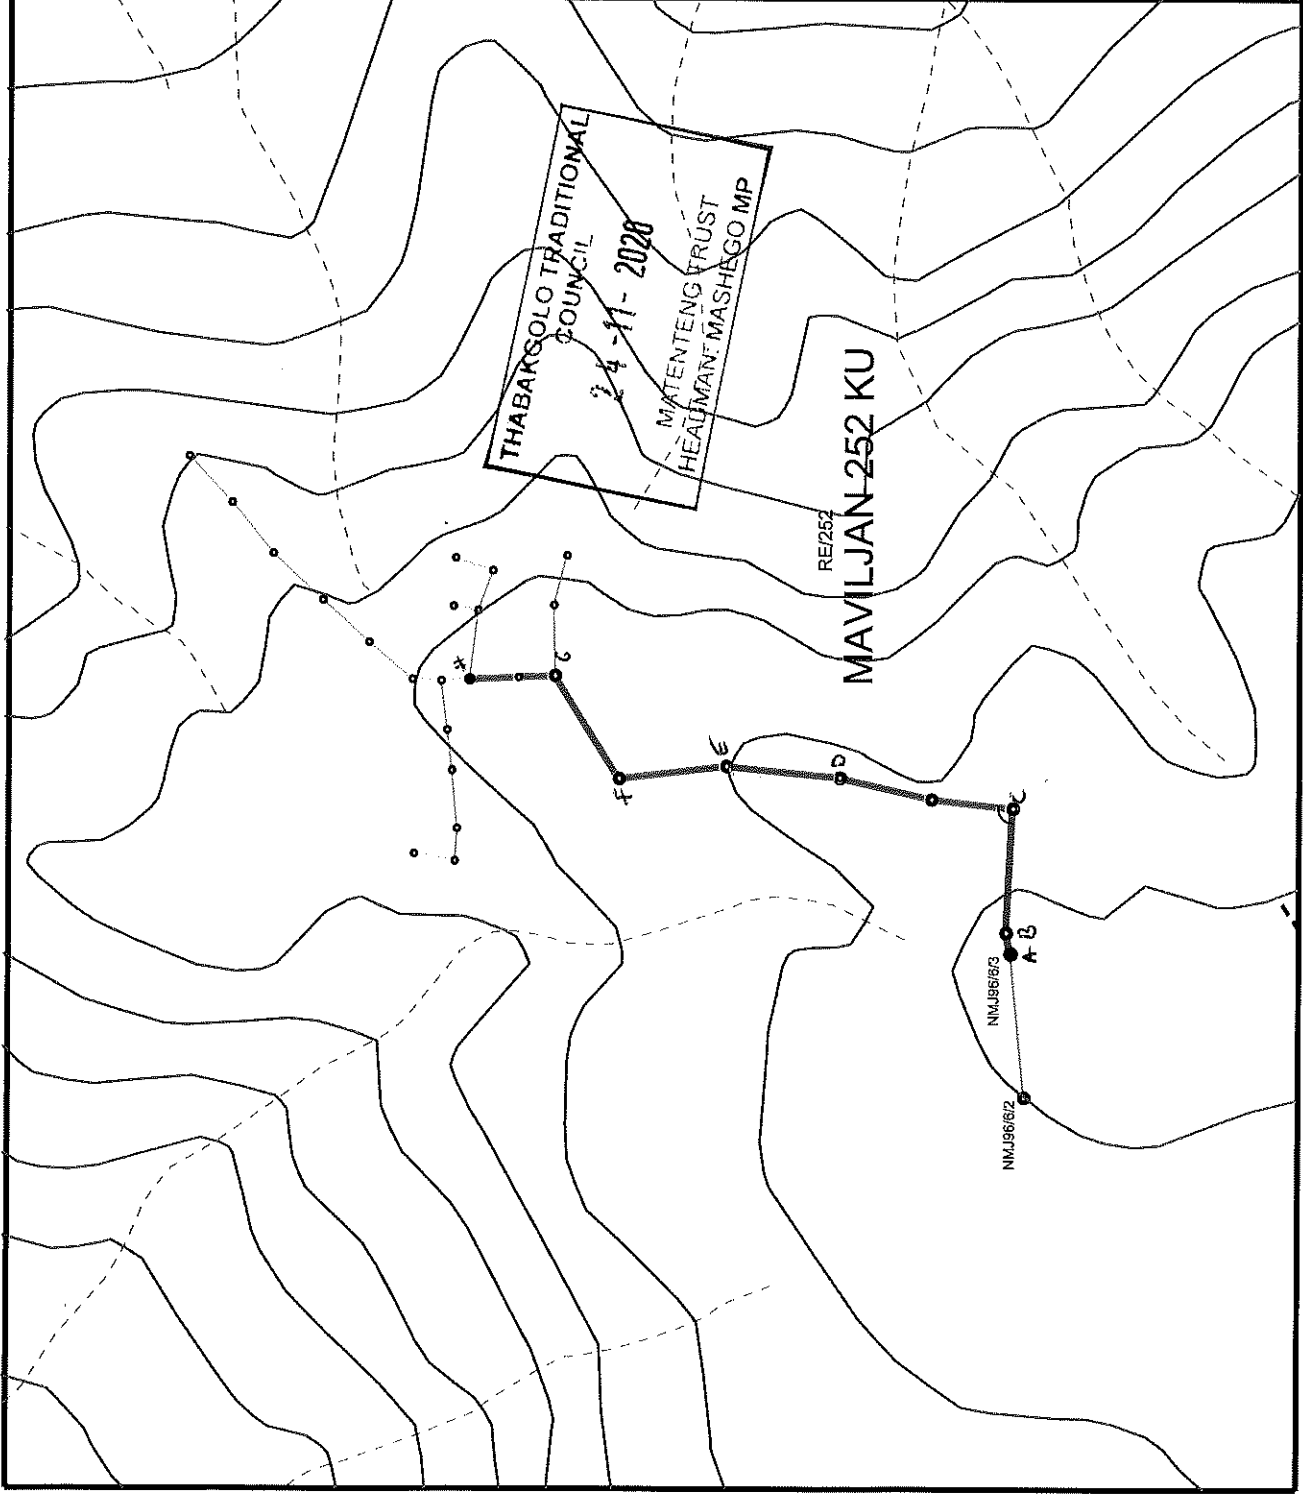 THABAKGOLO TRADITIONAL
COUNCIL
24 -11- 2020
MATENTENG TRUST
HEADMAN: MASHEGO MP
RE/252
MAVILJAN 252 KU
H
G
F
E
D
C
B
A
NMJ96/6/3
NMJ96/6/2